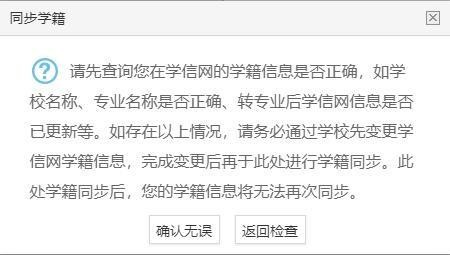 同步学籍
请先查询您在学信网的学籍信息是否正确，如学
校名称、专业名称是否正确、转专业后学信网信息是否
已更新等。如存在以上情况，请务必通过学校先变更学
信网学籍信息，完成变更后再于此处进行学籍同步。此
处学籍同步后，您的学籍信息将无法再次同步。
确认无误 返回检查